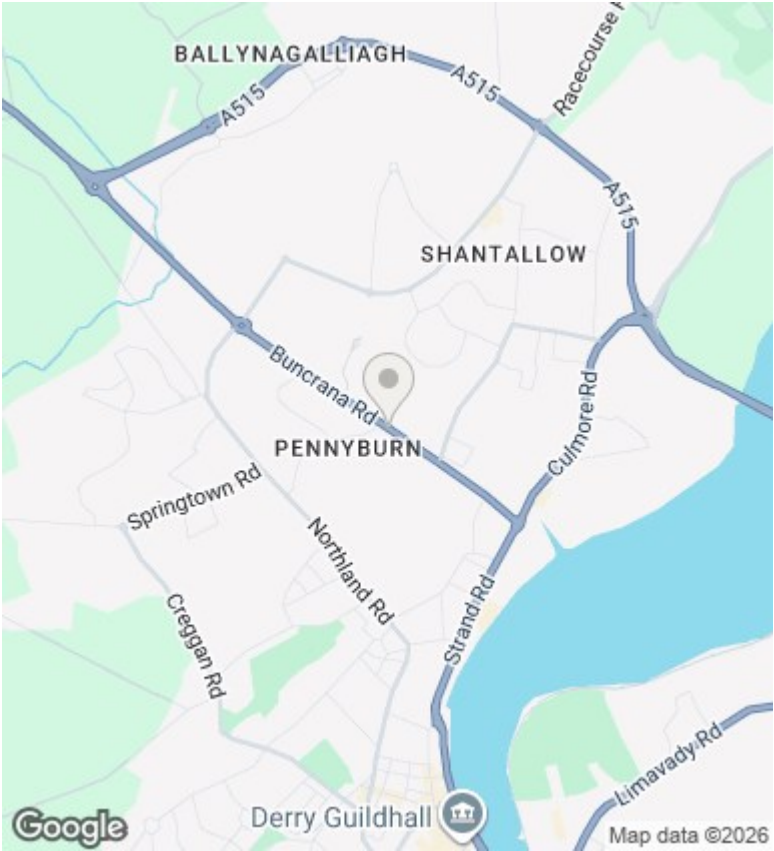 BALLYNAGALLIAGH
A515
A515
Racecourse
A515
SHANTALLOW
Buncrana Rd
Culmore Rd
PENNYBURN
Springtown Rd
Northland Rd
Creggan Rd
Strand Rd
Limavady Rd
Derry Guildhall
Google
Map data ©2026